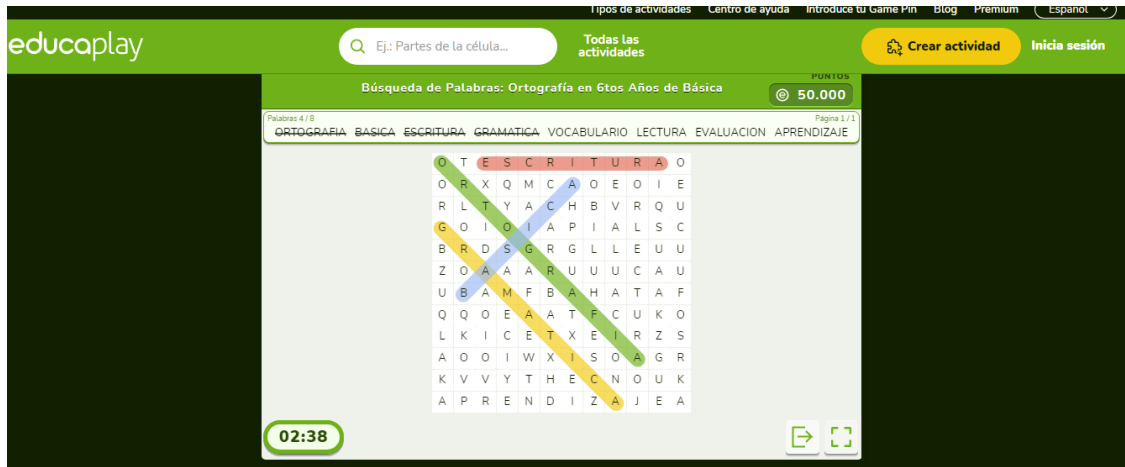 Tipos de actividades Centro de ayuda Introduce tu Game Pin Blog Premium Español
educaplay
Ej.: Partes de la célula...
Todas las
actividades
Crear actividad
Inicia sesión
Búsqueda de Palabras: Ortografía en 6tos Años de Básica
PUNTOS
50.000
Palabras 4 / 8
Página 1 / 1
ORTOGRAFIA BASICA ESCRITURA GRAMATICA VOCABULARIO LECTURA EVALUACION APRENDIZAJE
O T E S C R I T U R A O
O R X Q M C A O E O I E
R L T Y A C H B V R Q U
G O I O I A P I A L S C
B R D S G R G L L E U U
Z O A A A R U U U C A U
U B A M F B A H A T A F
Q Q O E A A T F C U K O
L K I C E T X E I R Z S
A O O I W X I S O A G R
K V V Y T H E C N O U K
A P R E N D I Z A J E A
02:38